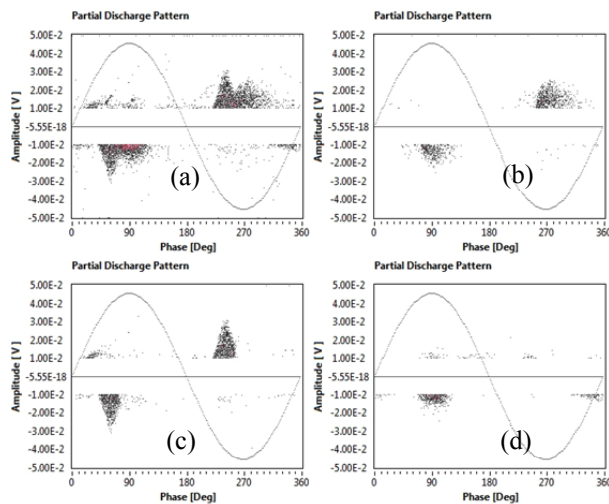 Partial Discharge Pattern
Amplitude [ V ]
5.00E-2
4.00E-2
3.00E-2
2.00E-2
1.00E-2
-5.55E-18
-1.00E-2
-2.00E-2
-3.00E-2
-4.00E-2
-5.00E-2
(a)
0 90 180 270 360
Phase [Deg]
Partial Discharge Pattern
Amplitude [ V ]
5.00E-2
4.00E-2
3.00E-2
2.00E-2
1.00E-2
-5.55E-18
-1.00E-2
-2.00E-2
-3.00E-2
-4.00E-2
-5.00E-2
(b)
0 90 180 270 360
Phase [Deg]
Partial Discharge Pattern
Amplitude [ V ]
5.00E-2
4.00E-2
3.00E-2
2.00E-2
1.00E-2
-5.55E-18
-1.00E-2
-2.00E-2
-3.00E-2
-4.00E-2
-5.00E-2
(c)
0 90 180 270 360
Phase [Deg]
Partial Discharge Pattern
Amplitude [ V ]
5.00E-2
4.00E-2
3.00E-2
2.00E-2
1.00E-2
-5.55E-18
-1.00E-2
-2.00E-2
-3.00E-2
-4.00E-2
-5.00E-2
(d)
0 90 180 270 360
Phase [Deg]